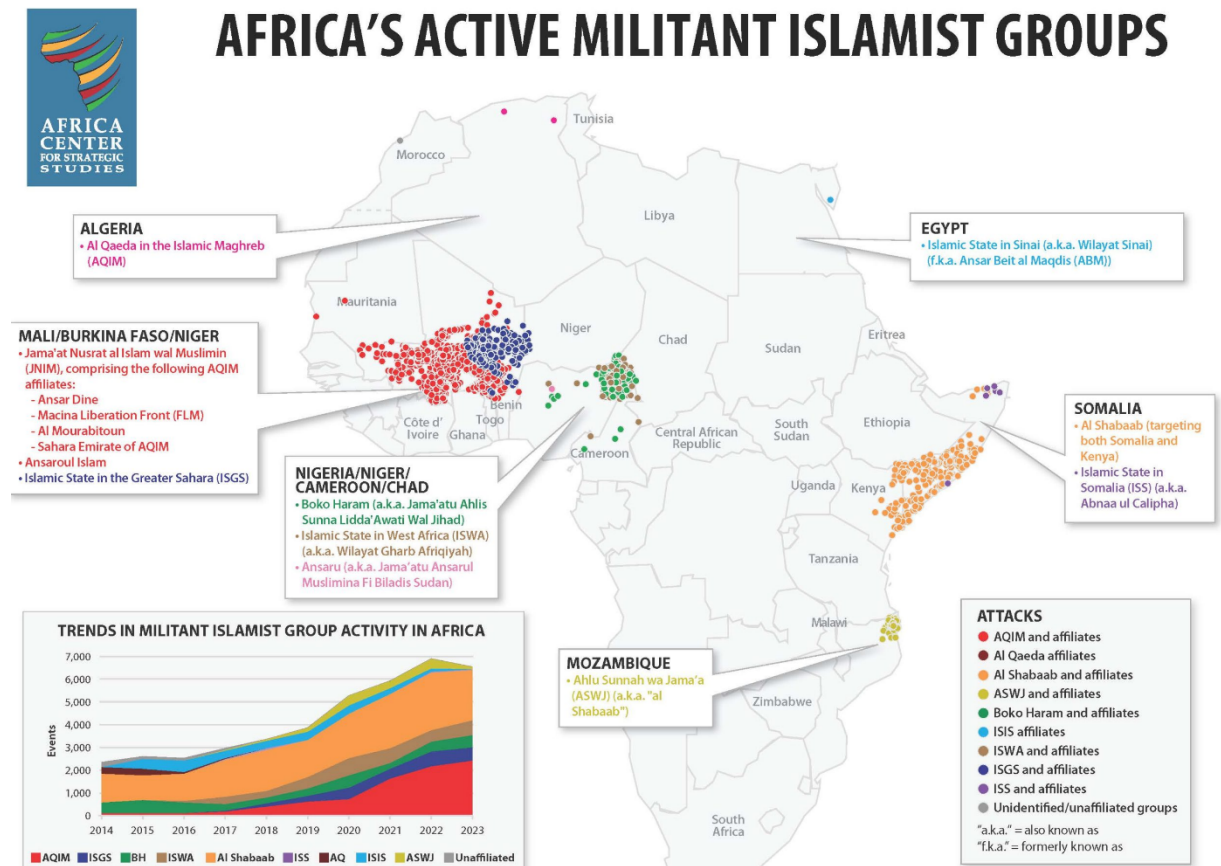 AFRICA'S ACTIVE MILITANT ISLAMIST GROUPS
AFRICA
CENTER
FOR STRATEGIC
STUDIES
Tunisia
Morocco
Libya
ALGERIA
• Al Qaeda in the Islamic Maghreb
(AQIM)
EGYPT
• Islamic State in Sinai (a.k.a. Wilayat Sinai)
(f.k.a. Ansar Beit al Maqdis (ABM))
Mauritania
Niger
Chad
Sudan
Eritrea
MALI/BURKINA FASO/NIGER
• Jama'at Nusrat al Islam wal Muslimin
(JNIM), comprising the following AQIM
affiliates:
- Ansar Dine
- Macina Liberation Front (FLM)
- Al Mourabitoun
- Sahara Emirate of AQIM
• Ansaroul Islam
• Islamic State in the Greater Sahara (ISGS)
Benin
Togo
Côte d'
Ivoire
Ghana
Cameroon
Central African
Republic
South
Sudan
Ethiopia
Uganda
Kenya
SOMALIA
• Al Shabaab (targeting
both Somalia and
Kenya)
• Islamic State in
Somalia (ISS) (a.k.a.
Abnaa ul Calipha)
NIGERIA/NIGER/
CAMEROON/CHAD
• Boko Haram (a.k.a. Jama'atu Ahlis
Sunna Lidda'Awati Wal Jihad)
• Islamic State in West Africa (ISWA)
(a.k.a. Wilayat Gharb Afriqiyah)
• Ansaru (a.k.a. Jama'atu Ansarul
Muslimina Fi Biladis Sudan)
Tanzania
Malawi
MOZAMBIQUE
• Ahlu Sunnah wa Jama'a
(ASWJ) (a.k.a. "al
Shabaab")
Zimbabwe
South
Africa
TRENDS IN MILITANT ISLAMIST GROUP ACTIVITY IN AFRICA
Events
7,000
6,000
5,000
4,000
3,000
2,000
1,000
0
2014 2015 2016 2017 2018 2019 2020 2021 2022 2023
AQIM ISGS BH ISWA Al Shabaab ISS AQ ISIS ASWJ Unaffiliated
ATTACKS
AQIM and affiliates
Al Qaeda affiliates
Al Shabaab and affiliates
ASWJ and affiliates
Boko Haram and affiliates
ISIS affiliates
ISWA and affiliates
ISGS and affiliates
ISS and affiliates
Unidentified/unaffiliated groups
"a.k.a." = also known as
"f.k.a." = formerly known as